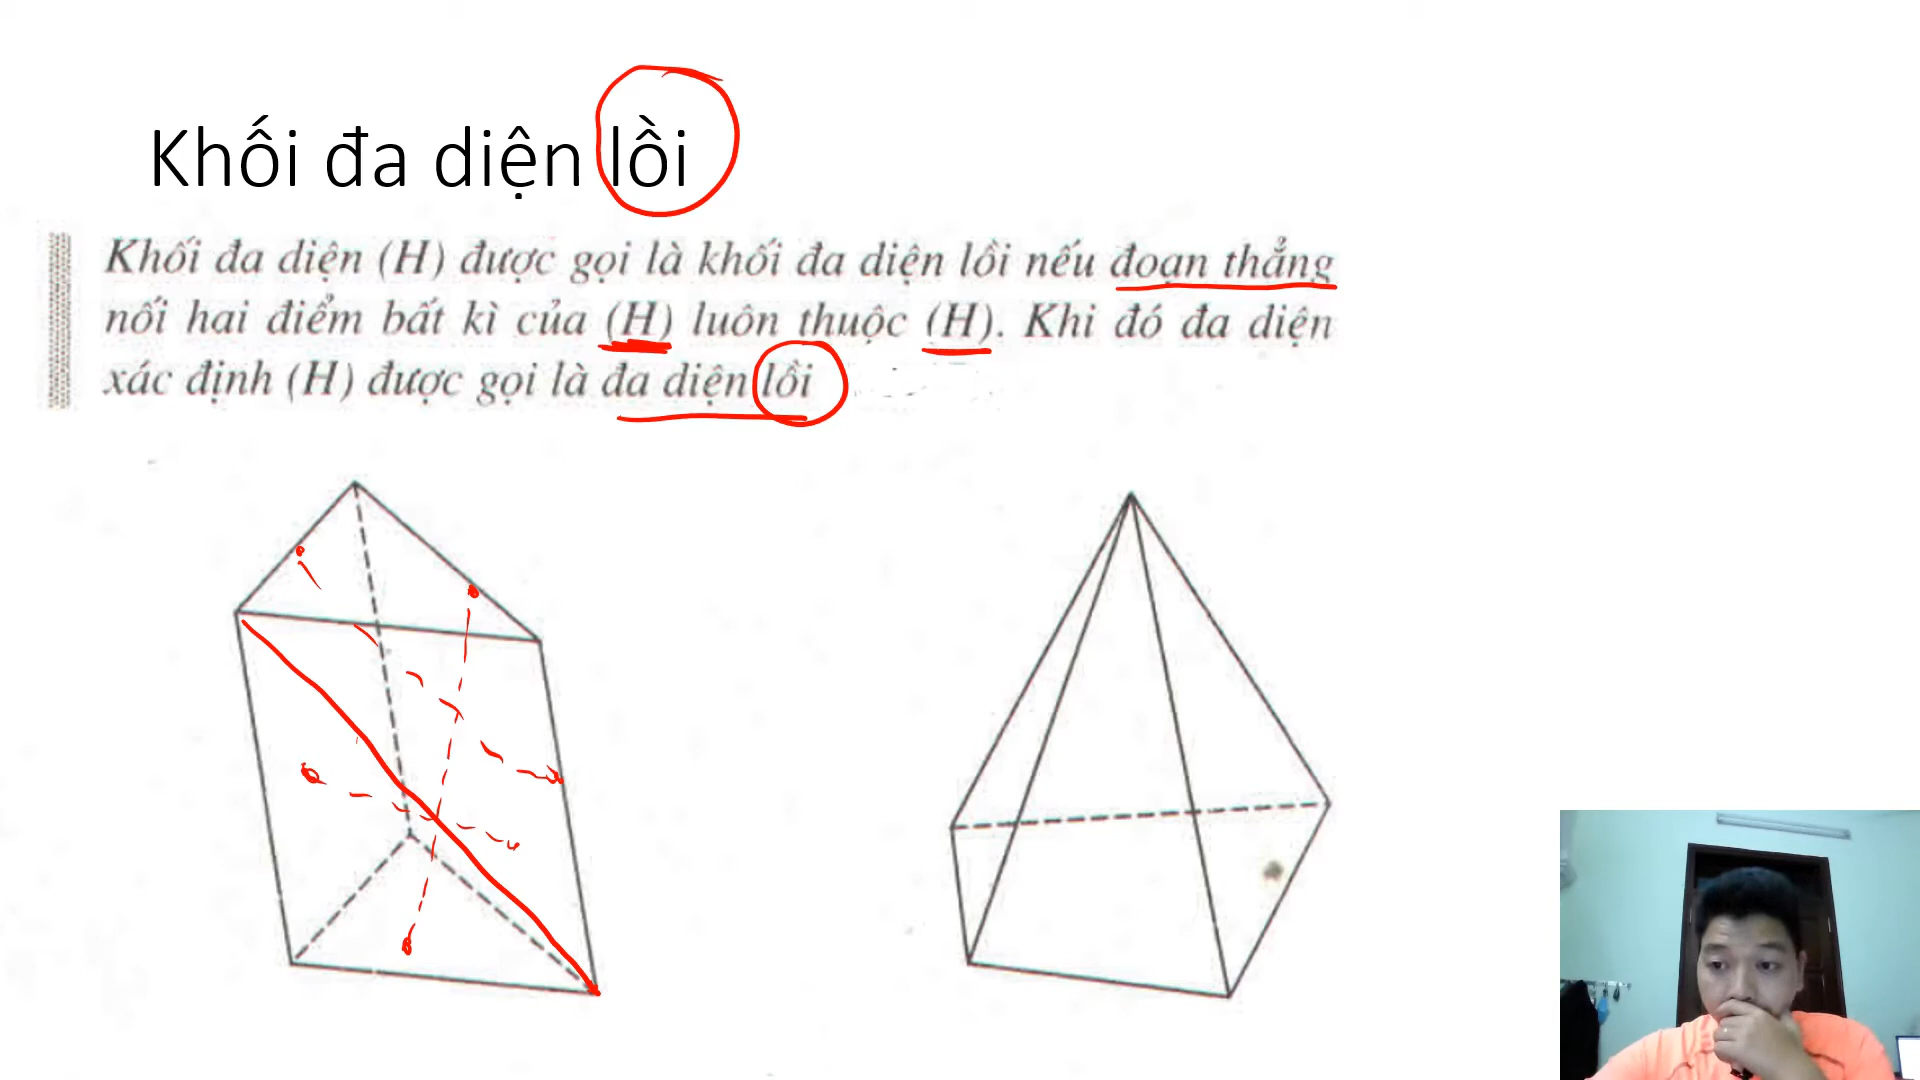 Khối đa diện lồi
Khối đa diện (H) được gọi là khối đa diện lồi nếu đoạn thẳng
nối hai điểm bất kì của (H) luôn thuộc (H). Khi đó đa diện
xác định (H) được gọi là đa diện lồi